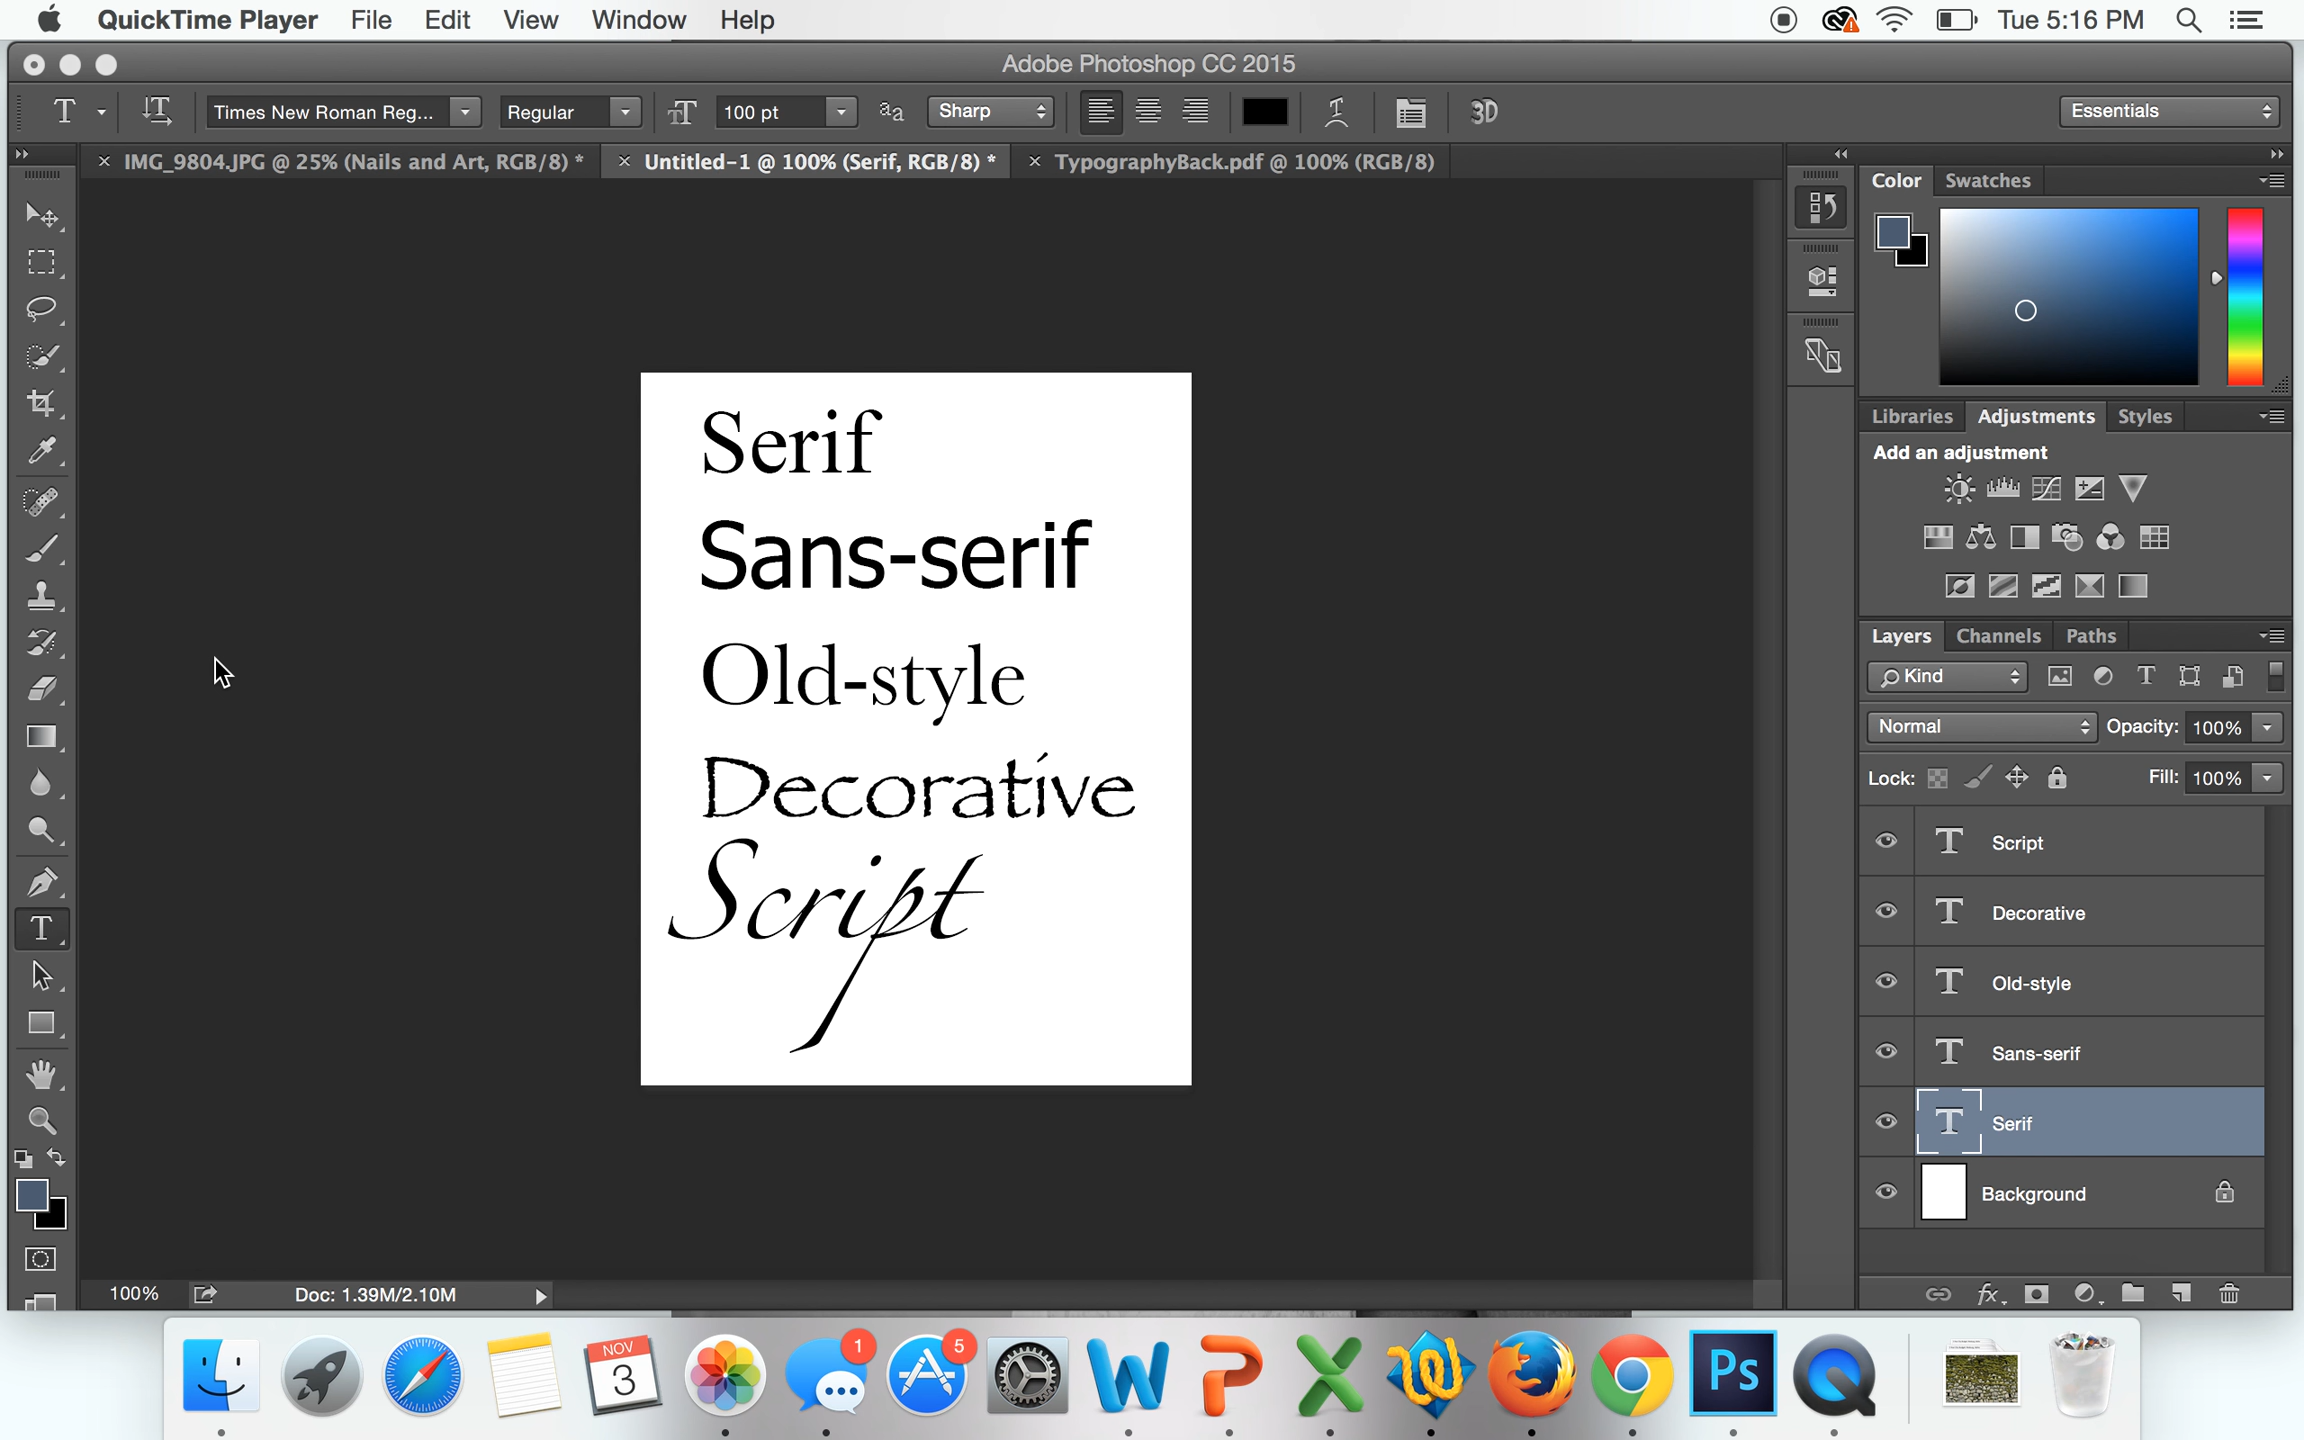 QuickTime Player File Edit View Window Help Tue 5:16 PM
Adobe Photoshop CC 2015
T Times New Roman Reg... Regular 100 pt aa Sharp 3D Essentials
× IMG_9804.JPG @ 25% (Nails and Art, RGB/8) * × Untitled-1 @ 100% (Serif, RGB/8) * × TypographyBack.pdf @ 100% (RGB/8)
Color Swatches
Serif
Sans-serif
Old-style
Decorative
Script
Libraries Adjustments Styles
Add an adjustment
Layers Channels Paths
Kind
Normal Opacity: 100%
Lock: Fill: 100%
T Script
T Decorative
T Old-style
T Sans-serif
T Serif
Background
100% Doc: 1.39M/2.10M
fx
NOV
3
1
5
Ps